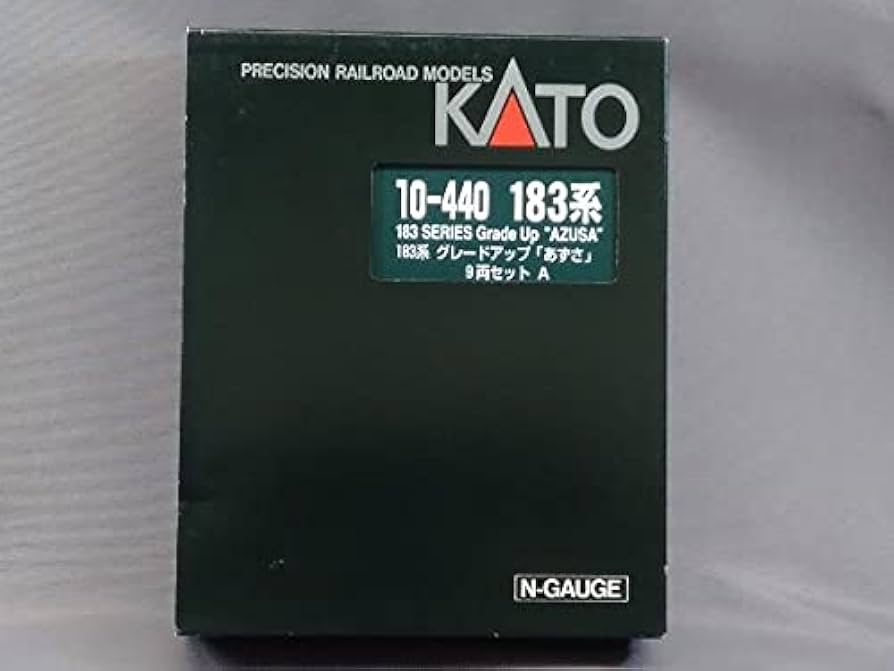 PRECISION RAILROAD MODELS
KATO
10-440 183系
183 SERIES Grade Up "AZUSA"
183系 グレードアップ「あずさ」
9両セット A
N-GAUGE